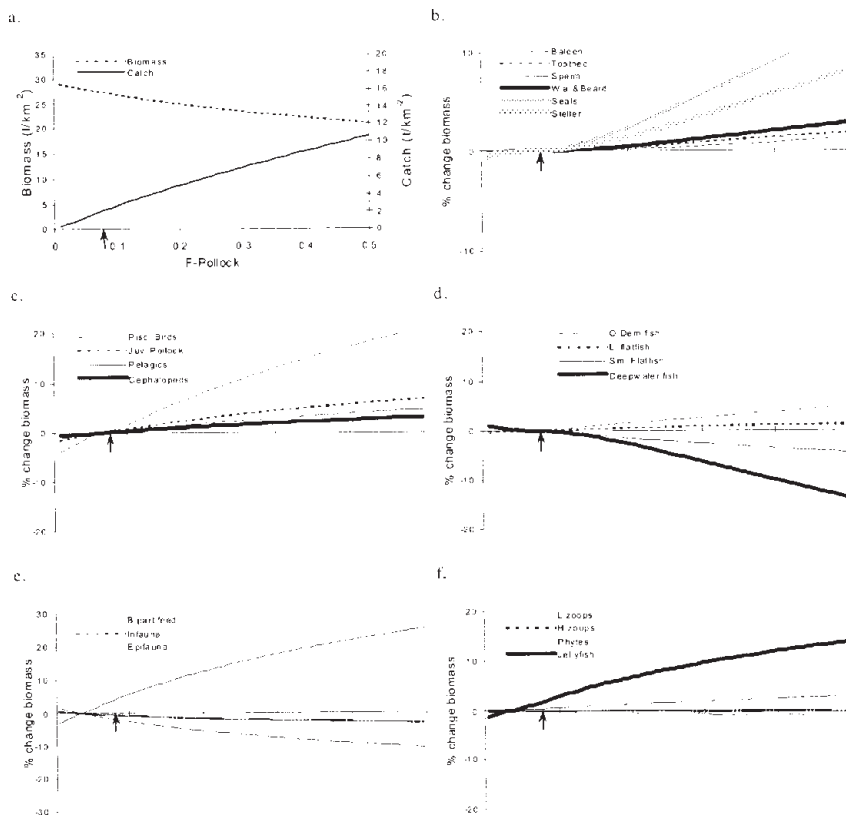 a.
Biomass
Catch
35
30
25
20
15
10
5
0
Biomass (t/km²)
20
18
16
14
12
10
8
6
4
2
0
Catch (t/km⁻²)
0
0.1
0.2
0.3
0.4
0.5
F-Pollock
b.
Baleen
Toothed
Sperm
Wal & Beard
Seals
Steller
10
0
-10
% change biomass
c.
Pisc. Birds
Juv. Pollock
Pelagics
Cephalopods
20
10
0
-10
-20
% change biomass
d.
O.Dem.fish
L. flatfish
Sm. Flatfish
Deepwater fish
20
10
0
-10
-20
% change biomass
e.
B.part.feed
Infauna
Epifauna
30
20
10
0
-10
-20
-30
% change biomass
f.
L zoops
H zoops
Phytes
Jellyfish
20
10
0
-10
-20
% change biomass